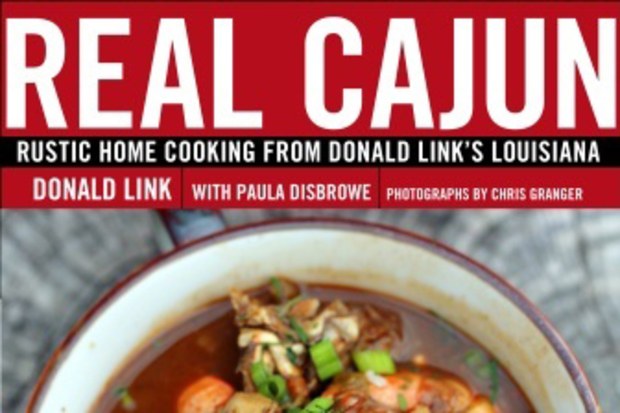 REAL CAJUN
RUSTIC HOME COOKING FROM DONALD LINK'S LOUISIANA
DONALD LINK WITH PAULA DISBROWE PHOTOGRAPHS BY CHRIS GRANGER